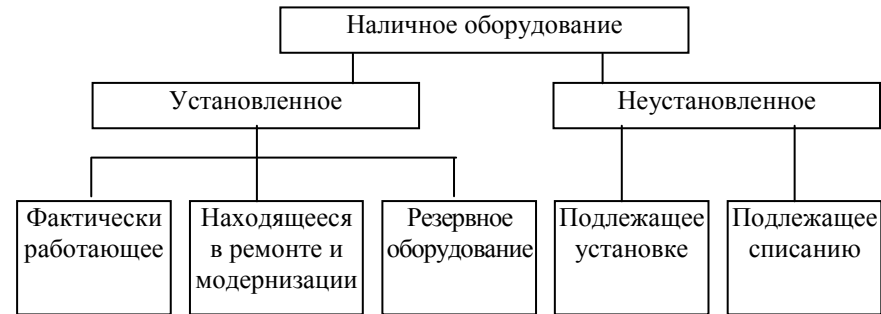 Наличное оборудование
Установленное
Неустановленное
Фактически
работающее
Находящееся
в ремонте и
модернизации
Резервное
оборудование
Подлежащее
установке
Подлежащее
списанию